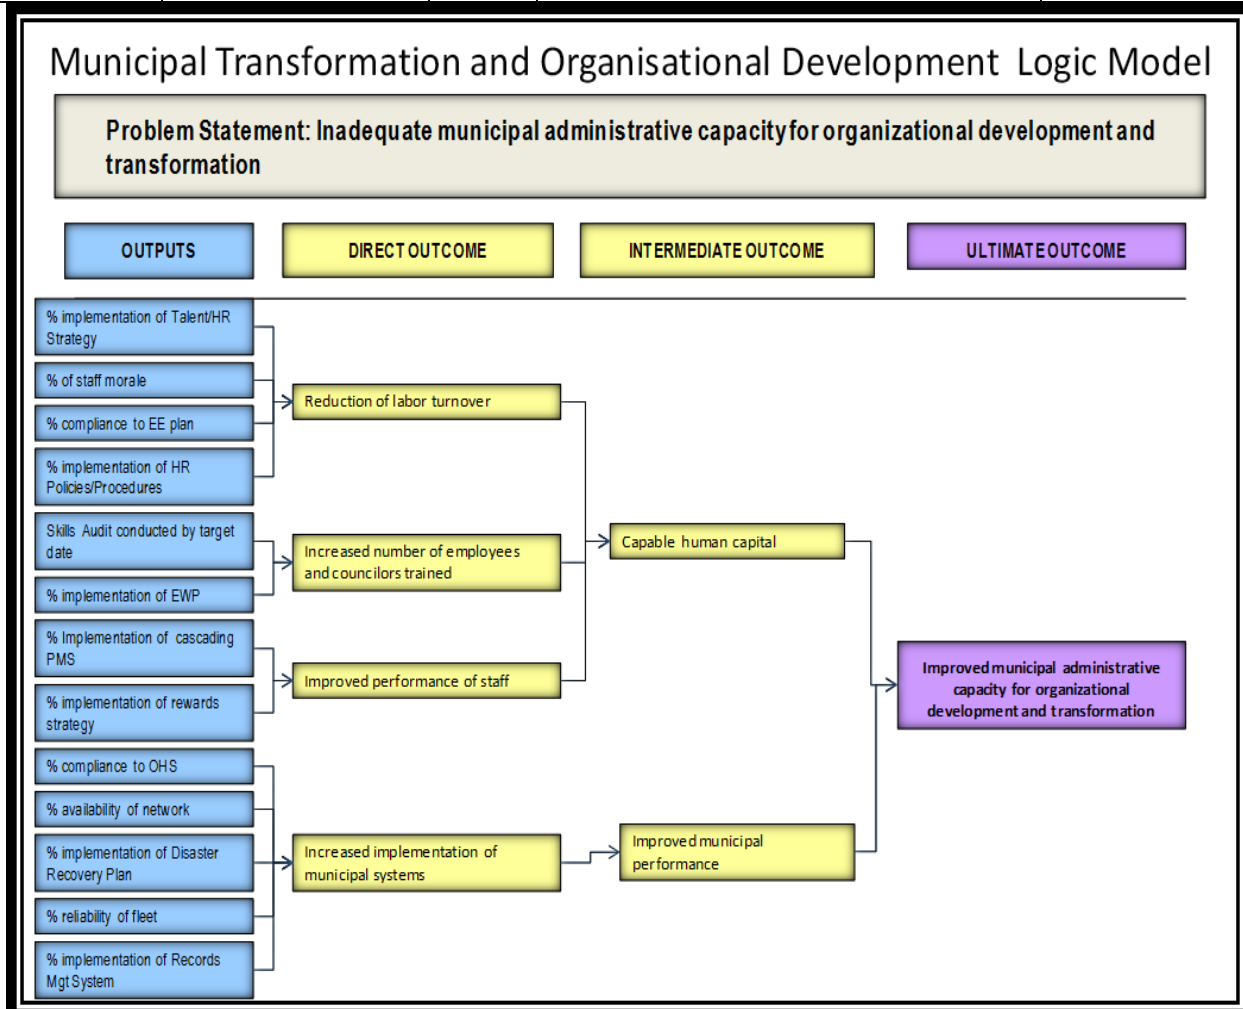 Municipal Transformation and Organisational Development Logic Model
Problem Statement: Inadequate municipal administrative capacity for organizational development and
transformation
OUTPUTS
DIRECT OUTCOME
INTERMEDIATE OUTCOME
ULTIMATE OUTCOME
% implementation of Talent/HR
Strategy
% of staff morale
% compliance to EE plan
% implementation of HR
Policies/Procedures
Skills Audit conducted by target
date
% implementation of EWP
% Implementation of cascading
PMS
% implementation of rewards
strategy
% compliance to OHS
% availability of network
% implementation of Disaster
Recovery Plan
% reliability of fleet
% implementation of Records
Mgt System
Reduction of labor turnover
Increased number of employees
and councilors trained
Improved performance of staff
Increased implementation of
municipal systems
Capable human capital
Improved municipal
performance
Improved municipal administrative
capacity for organizational
development and transformation